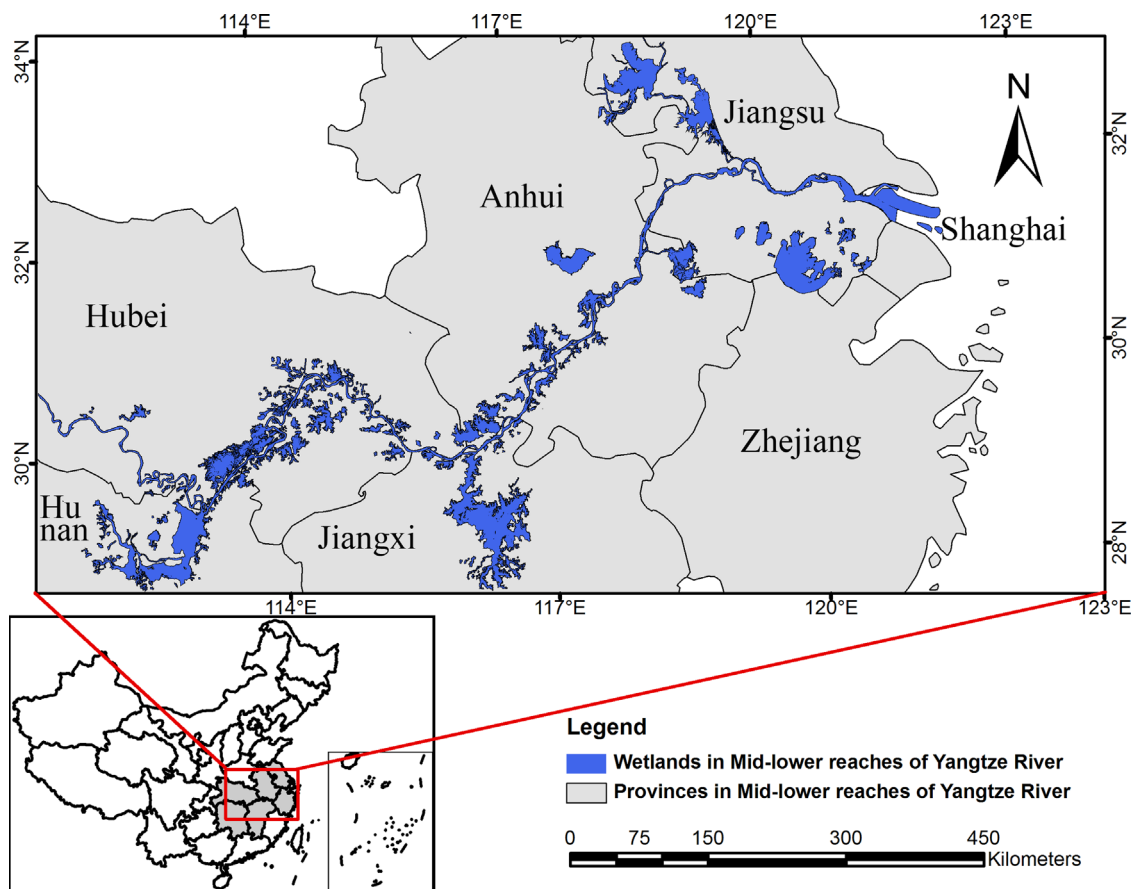 114°E 117°E 120°E 123°E
34°N
N
Jiangsu
32°N
Anhui
Shanghai
32°N
Hubei
30°N
Zhejiang
30°N
Hu
nan
Jiangxi
28°N
114°E 117°E 120°E 123°E
Legend
Wetlands in Mid-lower reaches of Yangtze River
Provinces in Mid-lower reaches of Yangtze River
0 75 150 300 450
Kilometers